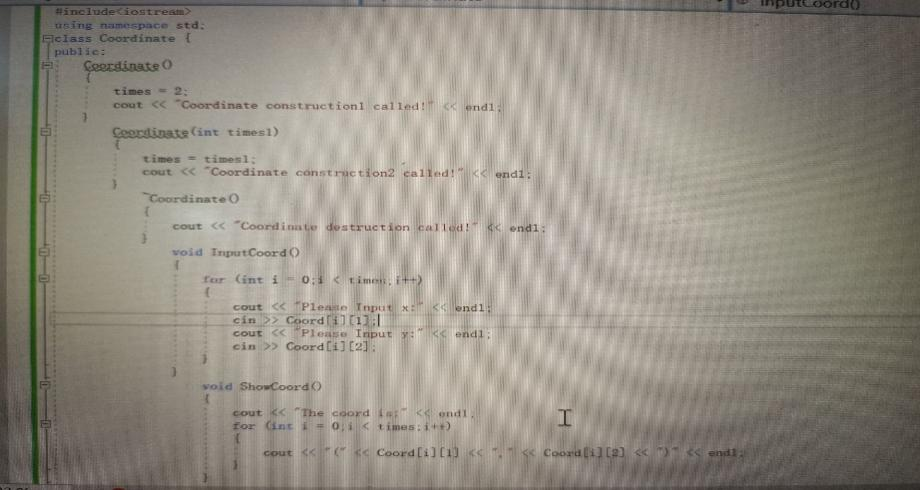 InputCoord()
#include<iostream>
using namespace std;
class Coordinate {
public:
Coordinate()
{
times = 2;
cout << "Coordinate construction1 called!" << endl;
}
Coordinate(int times1)
{
times = times1;
cout << "Coordinate construction2 called!" << endl;
}
~Coordinate()
{
cout << "Coordinate destruction called!" << endl;
}
void InputCoord()
{
for (int i = 0;i < times;i++)
{
cout << "Please Input x:" << endl;
cin >> Coord[i][1];
cout << "Please Input y:" << endl;
cin >> Coord[i][2];
}
}
void ShowCoord()
{
cout << "The coord is:" << endl;
for (int i = 0;i < times;i++)
{
cout << "(" << Coord[i][1] << "," << Coord[i][2] << ")" << endl;
}
}